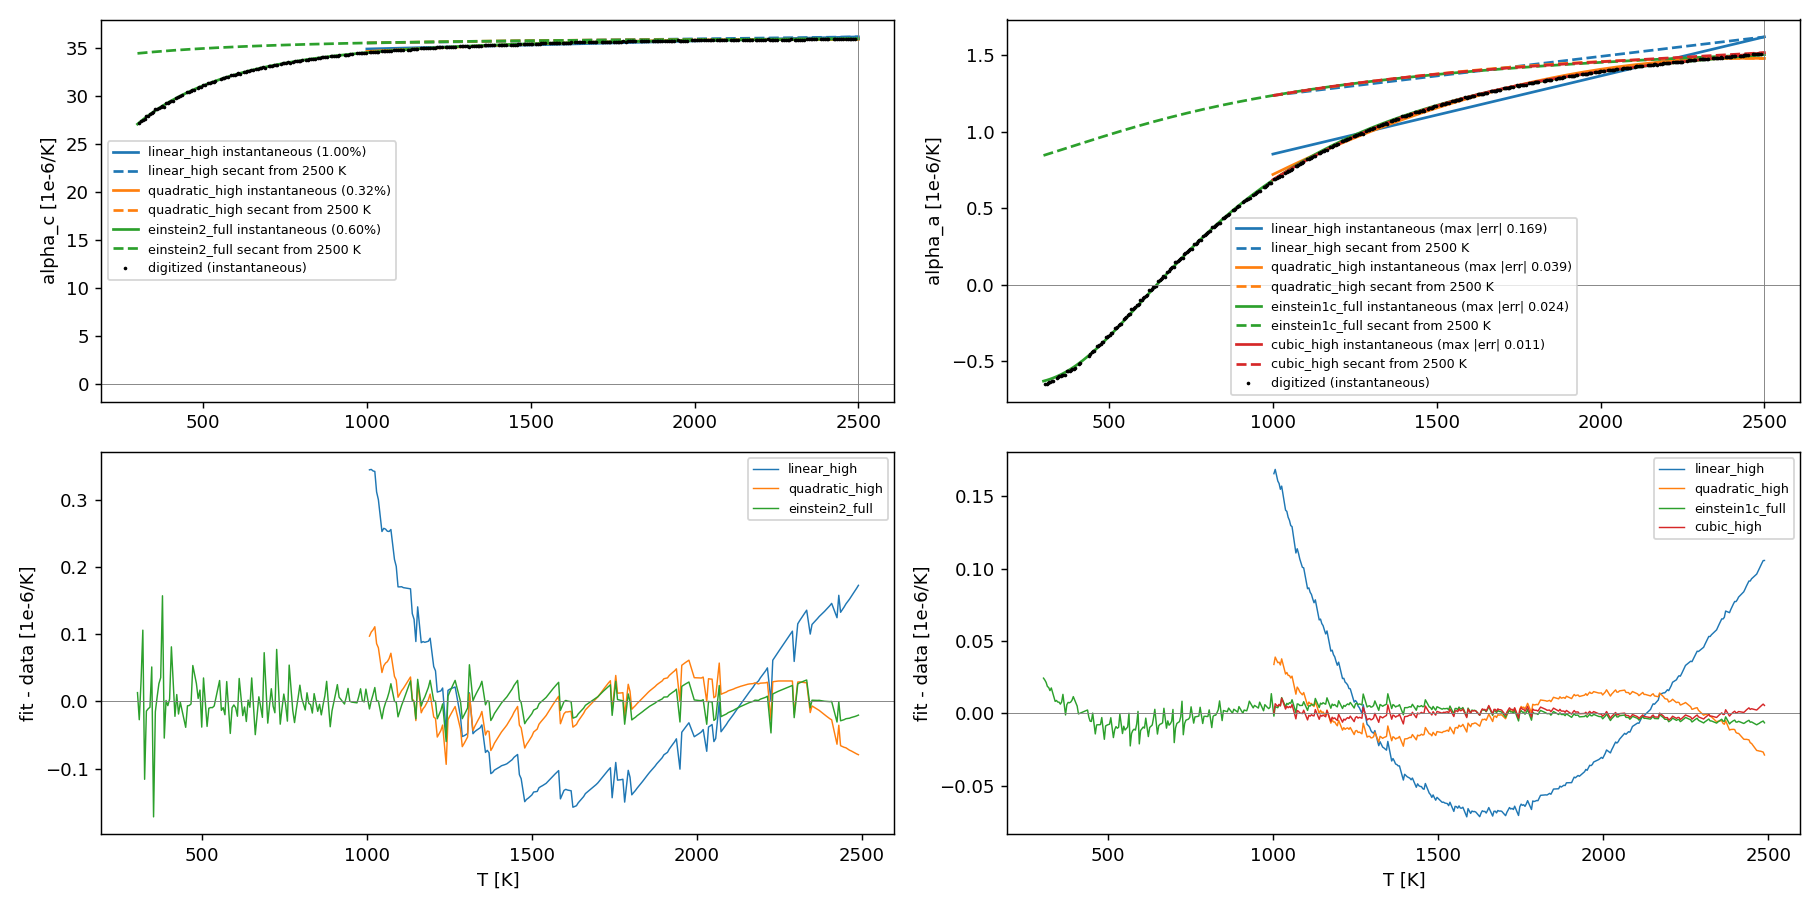 alpha_c [1e-6/K]
35
30
25
20
15
10
5
0
linear_high instantaneous (1.00%)
linear_high secant from 2500 K
quadratic_high instantaneous (0.32%)
quadratic_high secant from 2500 K
einstein2_full instantaneous (0.60%)
einstein2_full secant from 2500 K
digitized (instantaneous)
500 1000 1500 2000 2500
alpha_a [1e-6/K]
1.5
1.0
0.5
0.0
−0.5
linear_high instantaneous (max |err| 0.169)
linear_high secant from 2500 K
quadratic_high instantaneous (max |err| 0.039)
quadratic_high secant from 2500 K
einstein1c_full instantaneous (max |err| 0.024)
einstein1c_full secant from 2500 K
cubic_high instantaneous (max |err| 0.011)
cubic_high secant from 2500 K
digitized (instantaneous)
500 1000 1500 2000 2500
fit - data [1e-6/K]
0.3
0.2
0.1
0.0
−0.1
linear_high
quadratic_high
einstein2_full
500 1000 1500 2000 2500
T [K]
fit - data [1e-6/K]
0.15
0.10
0.05
0.00
−0.05
linear_high
quadratic_high
einstein1c_full
cubic_high
500 1000 1500 2000 2500
T [K]